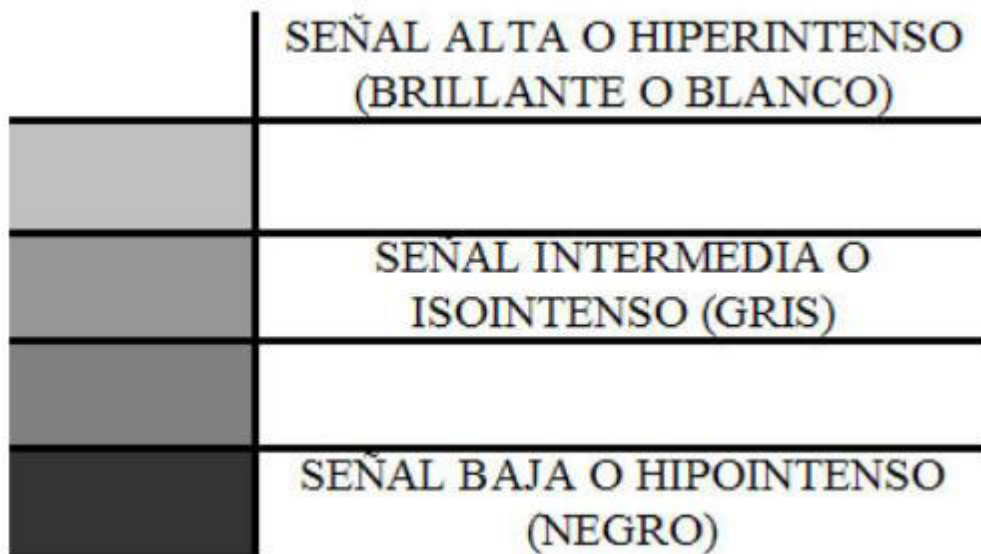 SEÑAL ALTA O HIPERINTENSO
(BRILLANTE O BLANCO)
SEÑAL INTERMEDIA O
ISOINTENSO (GRIS)
SEÑAL BAJA O HIPOINTENSO
(NEGRO)